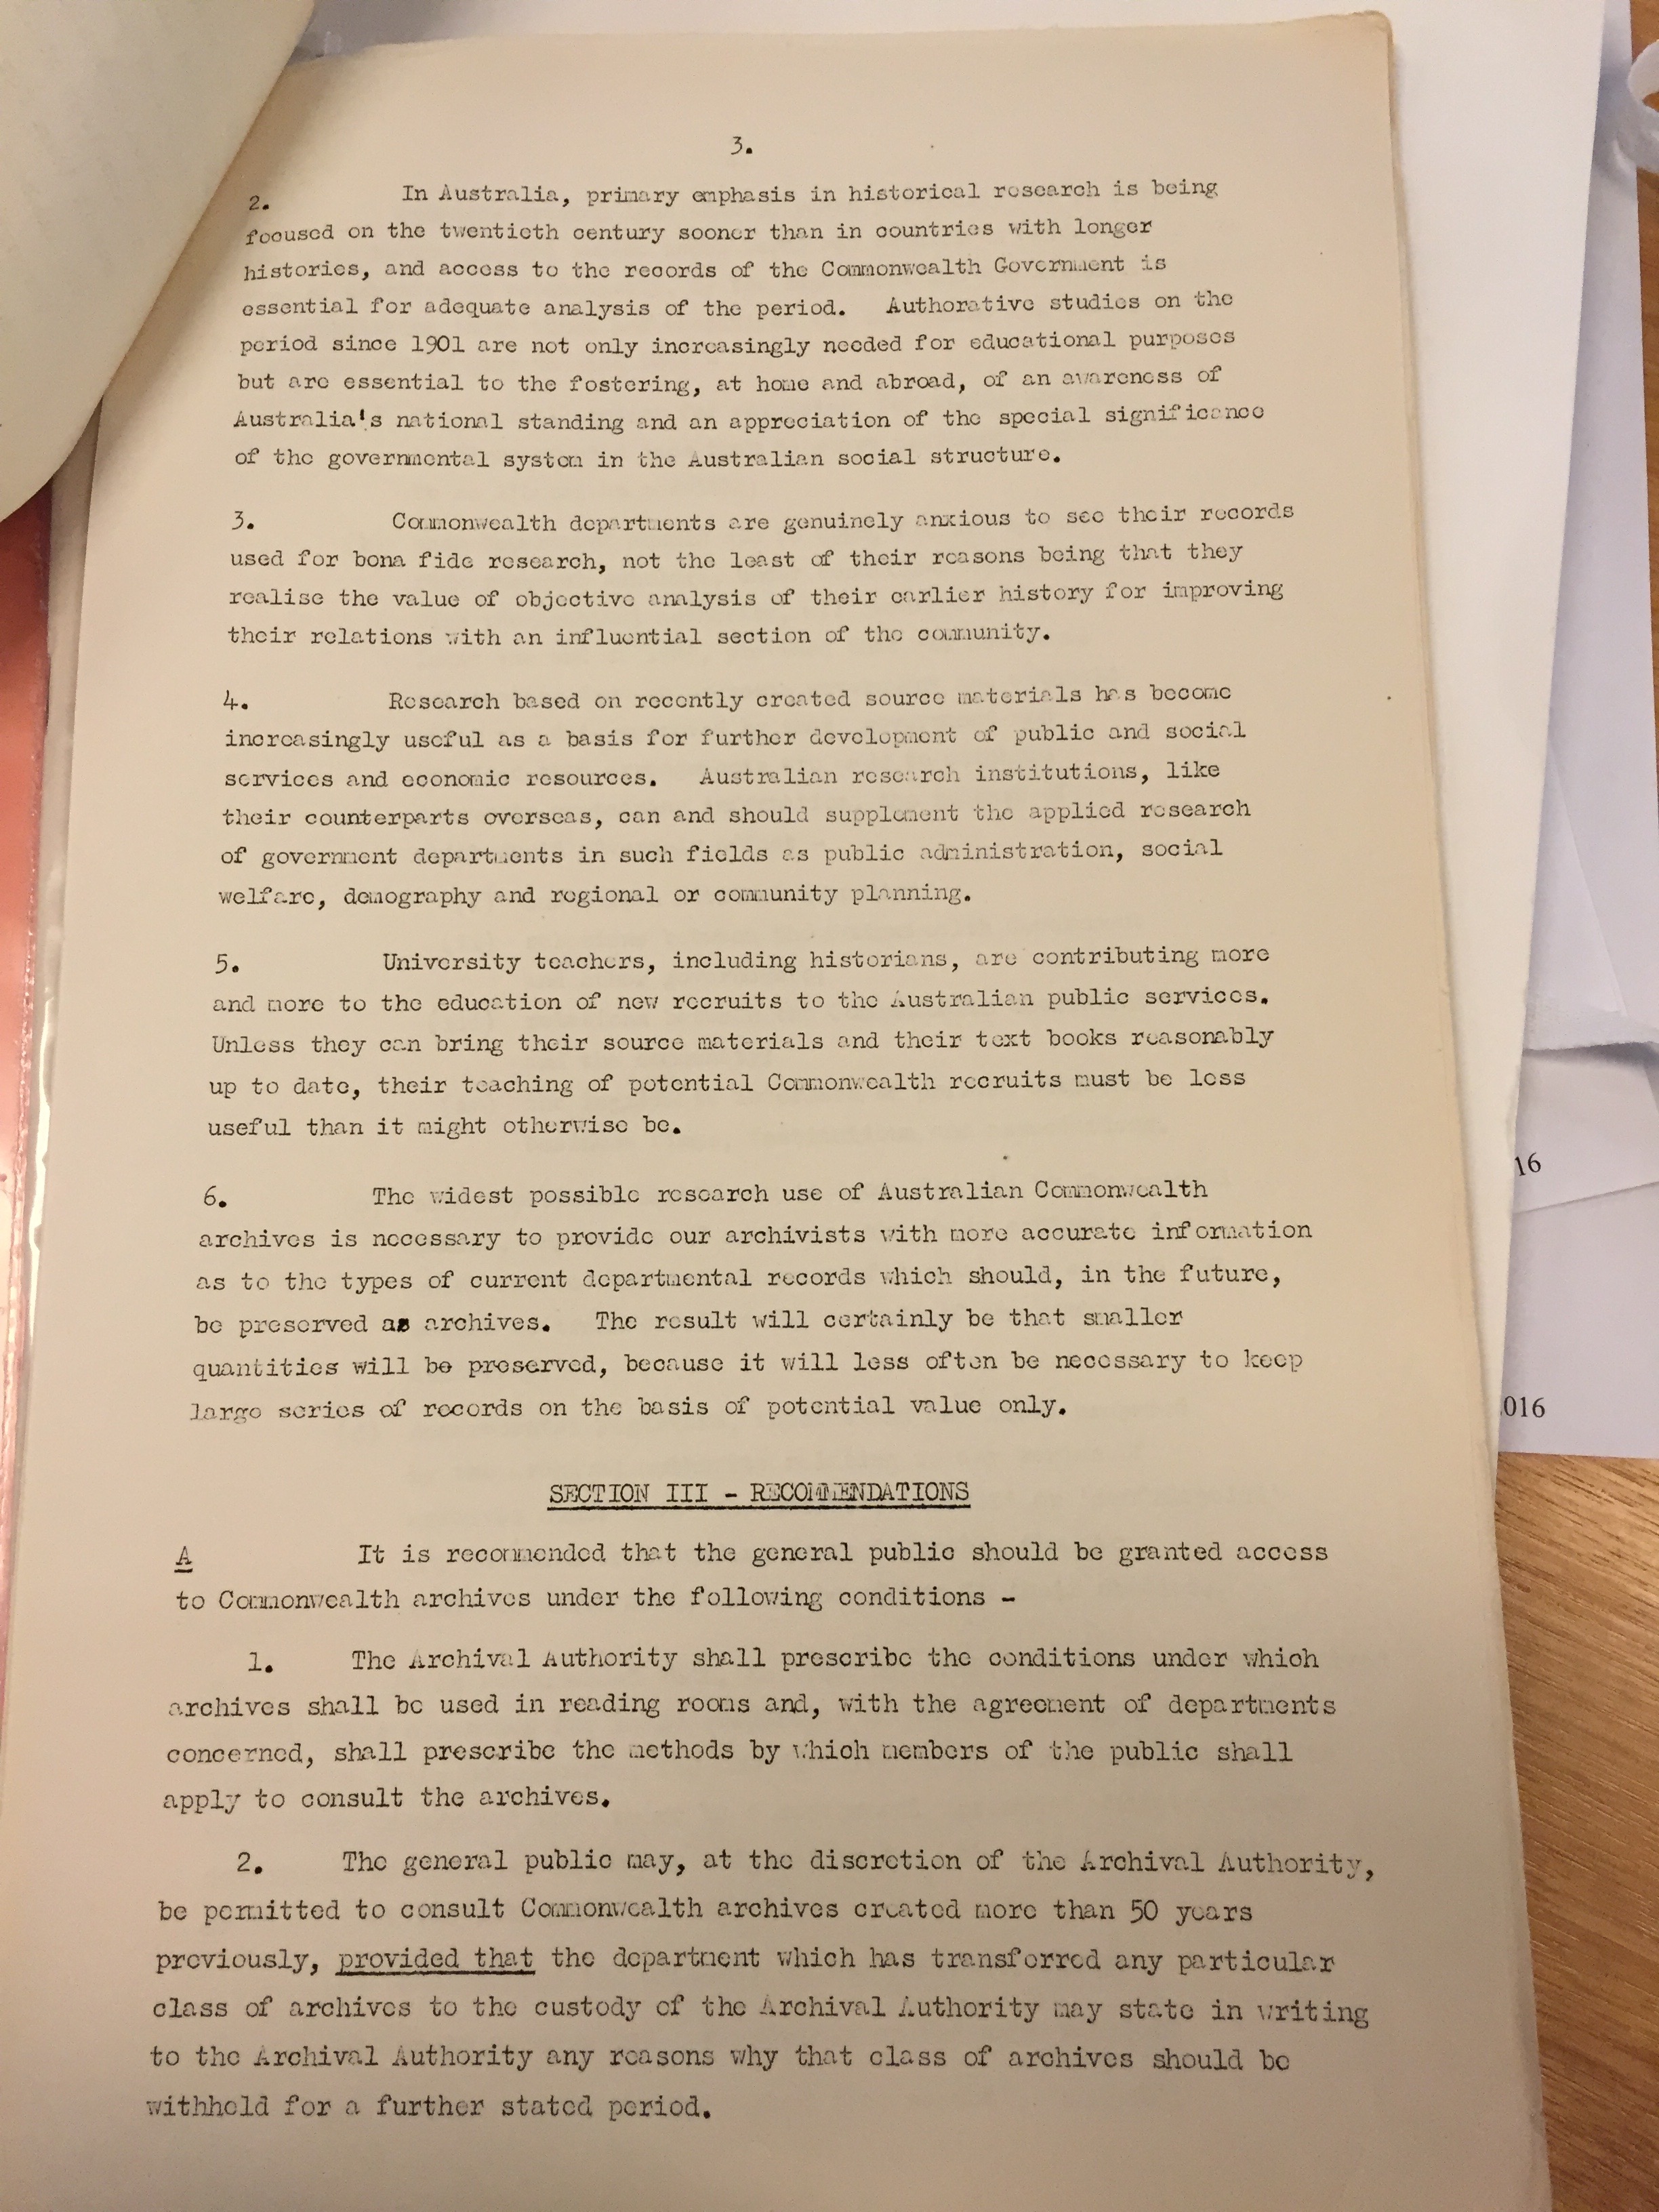 3.
2. In Australia, primary emphasis in historical research is being
focused on the twentieth century sooner than in countries with longer
histories, and access to the records of the Commonwealth Government is
essential for adequate analysis of the period. Authorative studies on the
period since 1901 are not only increasingly needed for educational purposes
but are essential to the fostering, at home and abroad, of an awareness of
Australia's national standing and an appreciation of the special significance
of the governmental system in the Australian social structure.
3. Commonwealth departments are genuinely anxious to see their records
used for bona fide research, not the least of their reasons being that they
realise the value of objective analysis of their earlier history for improving
their relations with an influential section of the community.
4. Research based on recently created source materials has become
increasingly useful as a basis for further development of public and social
services and economic resources. Australian research institutions, like
their counterparts overseas, can and should supplement the applied research
of government departments in such fields as public administration, social
welfare, demography and regional or community planning.
5. University teachers, including historians, are contributing more
and more to the education of new recruits to the Australian public services.
Unless they can bring their source materials and their text books reasonably
up to date, their teaching of potential Commonwealth recruits must be less
useful than it might otherwise be.
6. The widest possible research use of Australian Commonwealth
archives is necessary to provide our archivists with more accurate information
as to the types of current departmental records which should, in the future,
be preserved as archives. The result will certainly be that smaller
quantities will be preserved, because it will less often be necessary to keep
large series of records on the basis of potential value only.
SECTION III - RECOMMENDATIONS
A It is recommended that the general public should be granted access
to Commonwealth archives under the following conditions -
1. The Archival Authority shall prescribe the conditions under which
archives shall be used in reading rooms and, with the agreement of departments
concerned, shall prescribe the methods by which members of the public shall
apply to consult the archives.
2. The general public may, at the discretion of the Archival Authority,
be permitted to consult Commonwealth archives created more than 50 years
previously, provided that the department which has transferred any particular
class of archives to the custody of the Archival Authority may state in writing
to the Archival Authority any reasons why that class of archives should be
withheld for a further stated period.
16
016